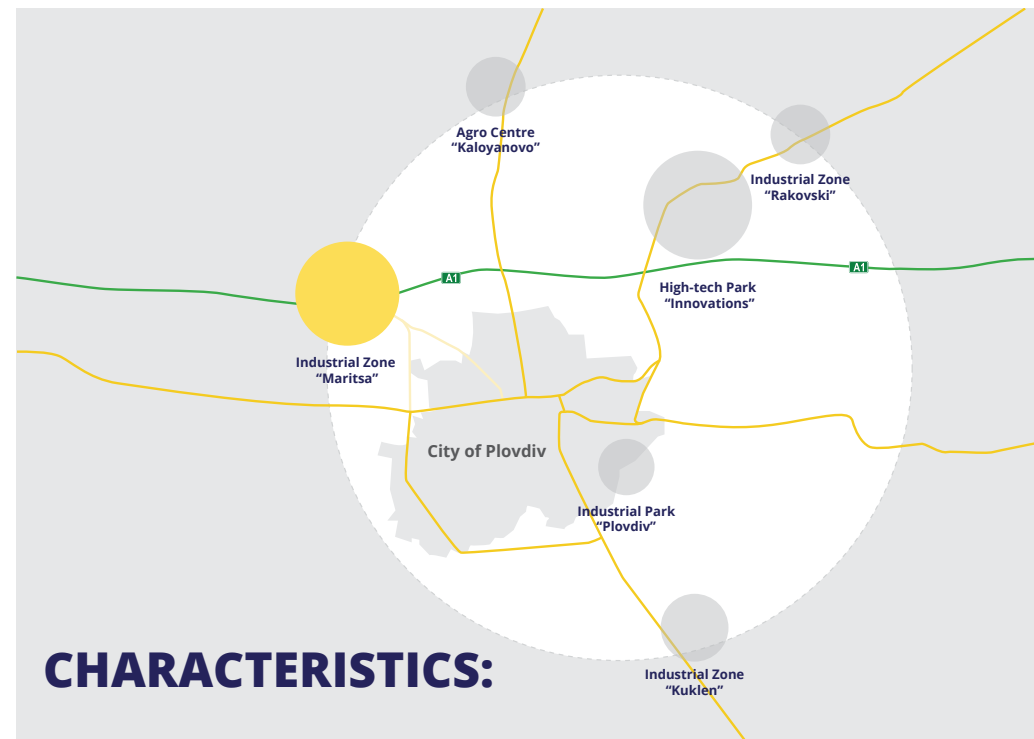 Agro Centre
“Kaloyanovo”
Industrial Zone
“Rakovski”
A1
A1
High-tech Park
“Innovations”
Industrial Zone
“Maritsa”
City of Plovdiv
Industrial Park
“Plovdiv”
CHARACTERISTICS:
Industrial Zone
“Kuklen”